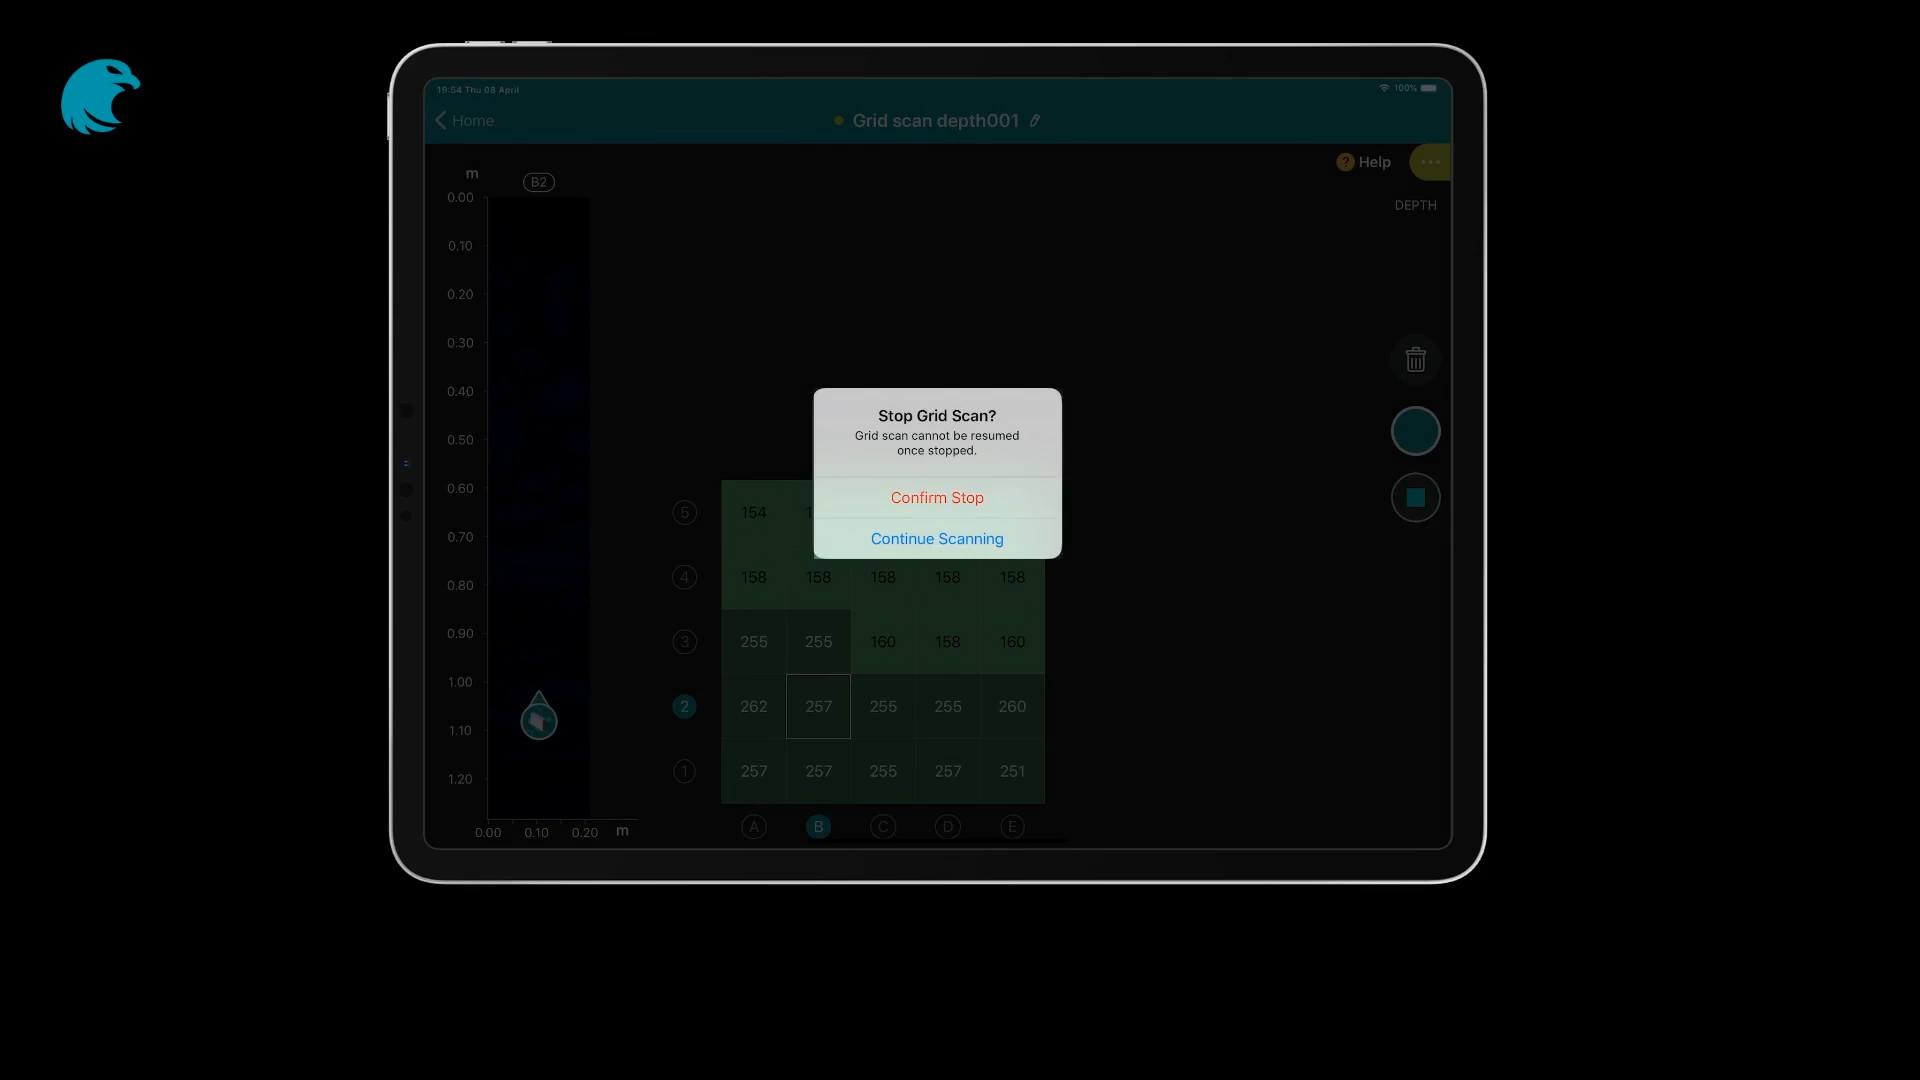 19:54 Thu 08 April
100%
Home
Grid scan depth001
? Help
DEPTH
m
B2
0.00
0.10
0.20
0.30
0.40
0.50
0.60
0.70
0.80
0.90
1.00
1.10
1.20
0.00 0.10 0.20 m
Stop Grid Scan?
Grid scan cannot be resumed
once stopped.
Confirm Stop
Continue Scanning
5 154
4 158 158 158 158 158
3 255 255 160 158 160
2 262 257 255 255 260
1 257 257 255 257 251
A B C D E